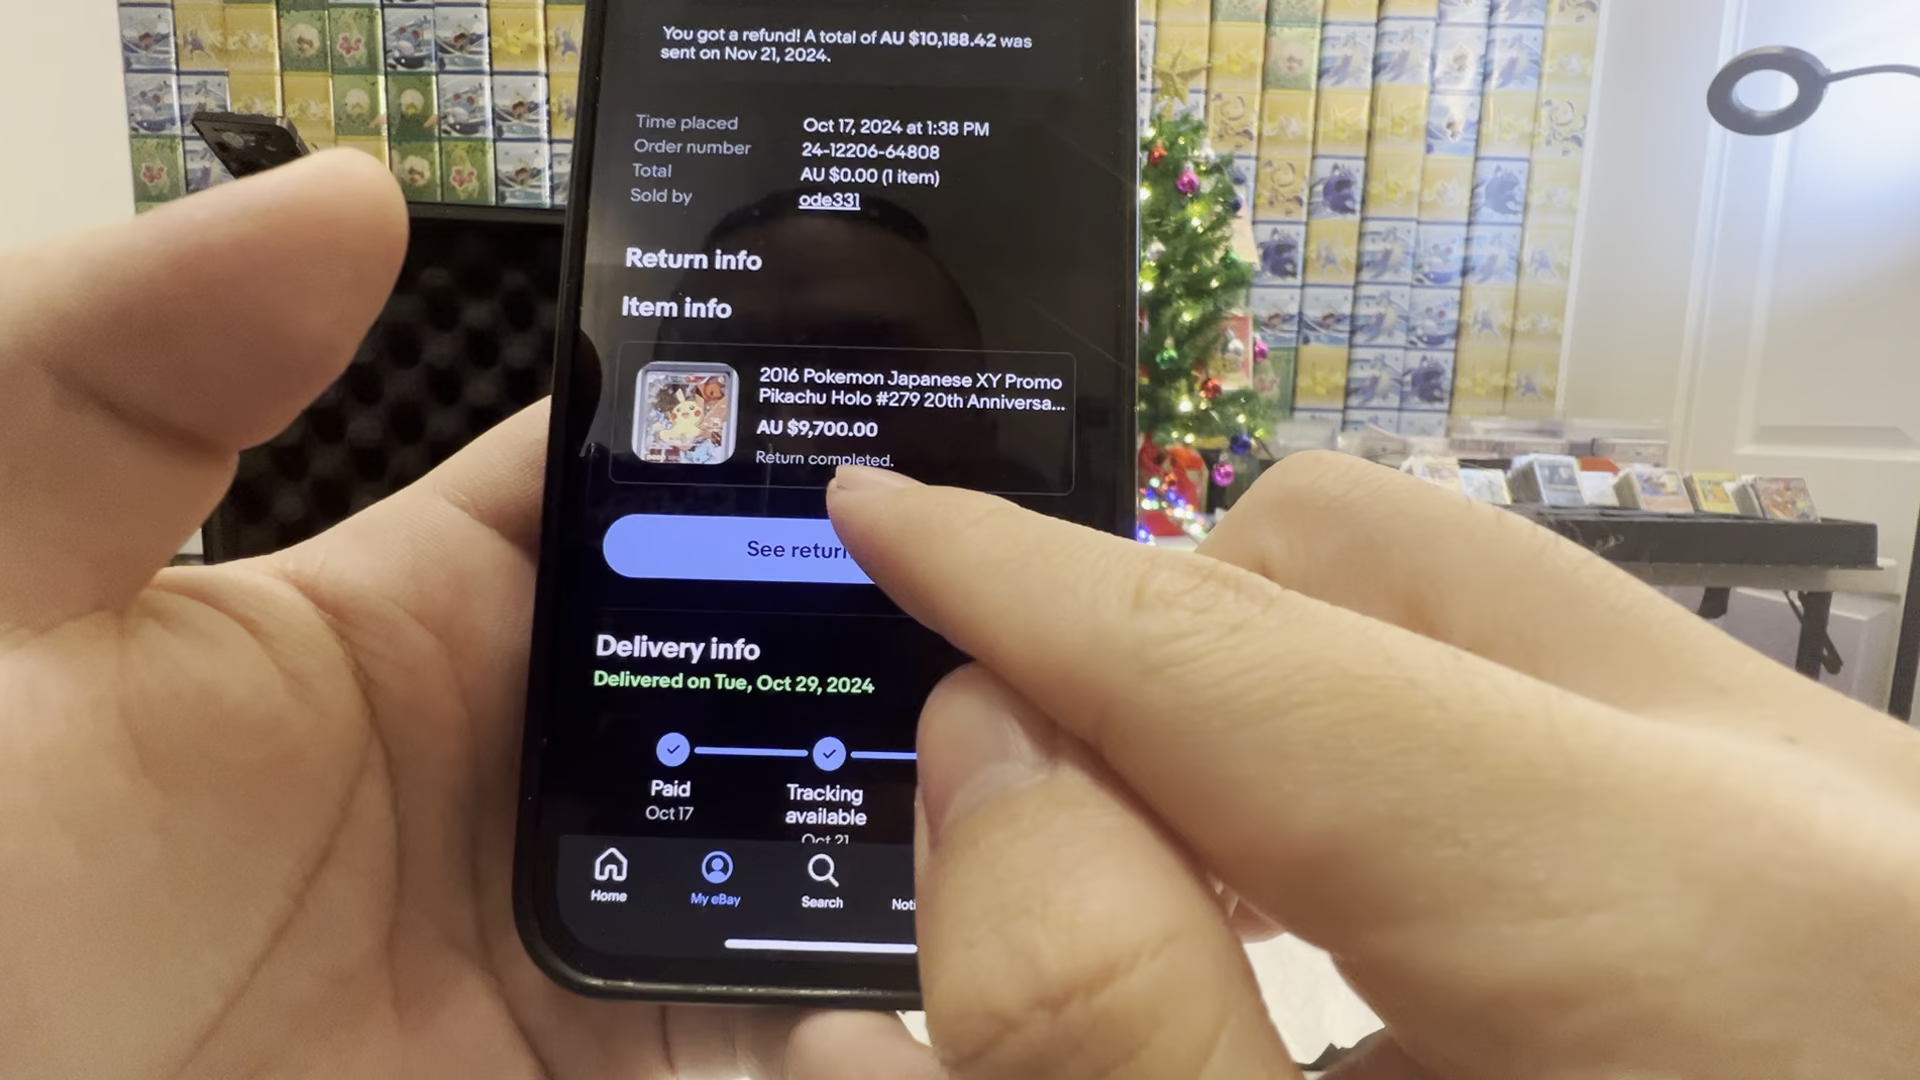 You got a refund! A total of AU $10,188.42 was
sent on Nov 21, 2024.
Time placed Oct 17, 2024 at 1:38 PM
Order number 24-12206-64808
Total AU $0.00 (1 item)
Sold by ode331
Return info
Item info
2016 Pokemon Japanese XY Promo
Pikachu Holo #279 20th Anniversa...
AU $9,700.00
Return completed.
See return
Delivery info
Delivered on Tue, Oct 29, 2024
Paid
Oct 17
Tracking
available
Oct 21
Home
My eBay
Search
Noti